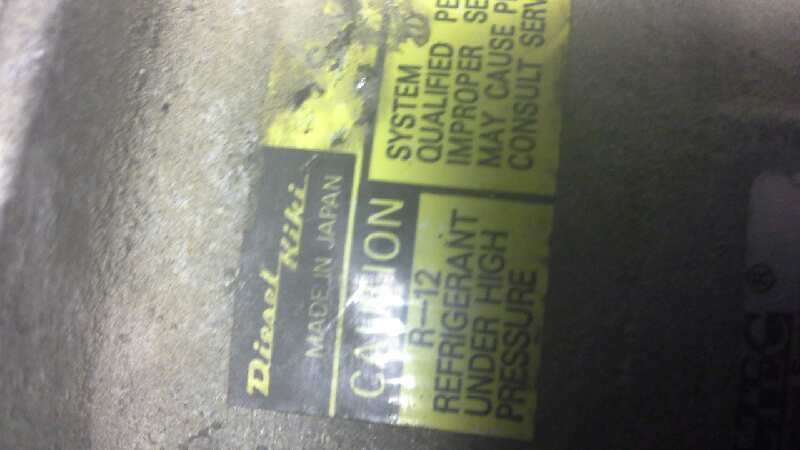 Diesel
Kiki
MADE IN JAPAN
CAUTION
R-12
REFRIGERANT
UNDER HIGH
PRESSURE
SYSTEM
QUALIFIED
IMPROPER
MAY CAUSE
CONSULT
®